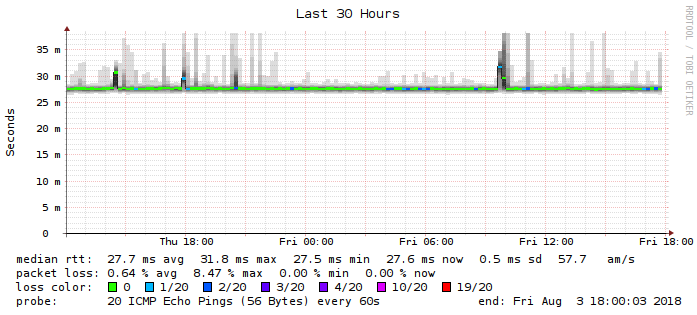 Last 30 Hours
RRDTOOL / TOBI OETIKER
Seconds
35 m
30 m
25 m
20 m
15 m
10 m
5 m
0
Thu 18:00 Fri 00:00 Fri 06:00 Fri 12:00 Fri 18:00
median rtt: 27.7 ms avg 31.8 ms max 27.5 ms min 27.6 ms now 0.5 ms sd 57.7 am/s
packet loss: 0.64 % avg 8.47 % max 0.00 % min 0.00 % now
loss color: 0 1/20 2/20 3/20 4/20 10/20 19/20
probe: 20 ICMP Echo Pings (56 Bytes) every 60s end: Fri Aug 3 18:00:03 2018